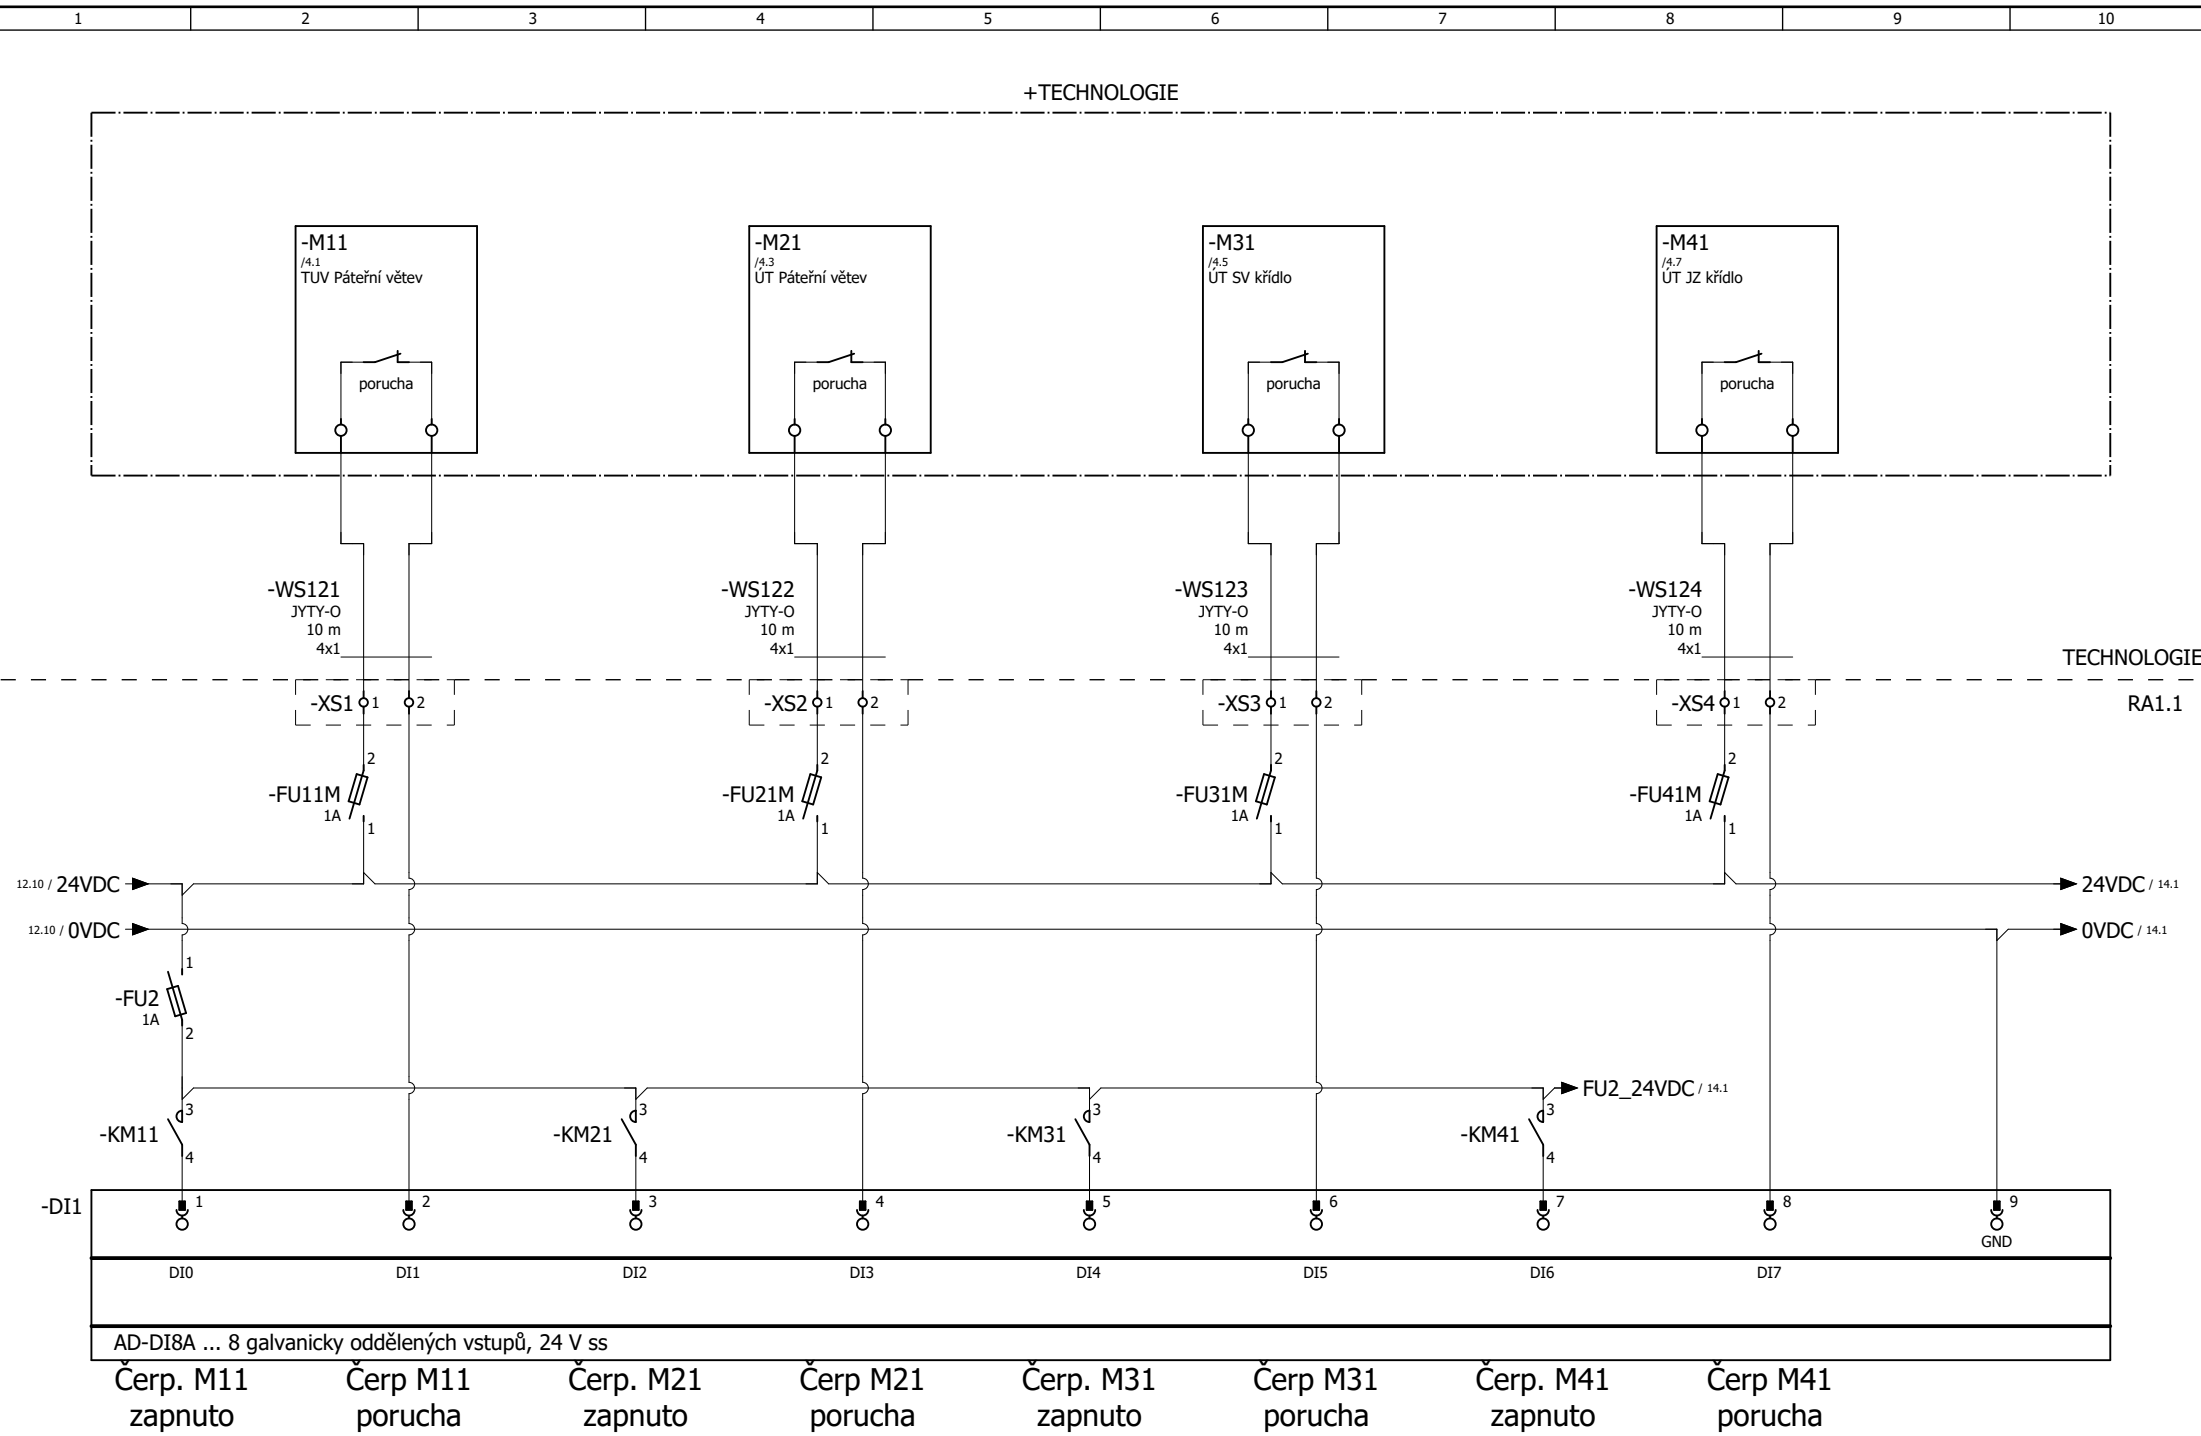 1 2 3 4 5 6 7 8 9 10
+TECHNOLOGIE
-M11
/4.1
TUV Páteřní větev
porucha
-M21
/4.3
ÚT Páteřní větev
porucha
-M31
/4.5
ÚT SV křídlo
porucha
-M41
/4.7
ÚT JZ křídlo
porucha
-WS121
JYTY-O
10 m
4x1
-WS122
JYTY-O
10 m
4x1
-WS123
JYTY-O
10 m
4x1
-WS124
JYTY-O
10 m
4x1
TECHNOLOGIE
-XS1 1 2
-XS2 1 2
-XS3 1 2
-XS4 1 2
RA1.1
2
-FU11M
1A
1
2
-FU21M
1A
1
2
-FU31M
1A
1
2
-FU41M
1A
1
12.10 / 24VDC
24VDC / 14.1
12.10 / 0VDC
0VDC / 14.1
1
-FU2
1A
2
FU2_24VDC / 14.1
3
-KM11
4
3
-KM21
4
3
-KM31
4
3
-KM41
4
-DI1
1 2 3 4 5 6 7 8 9
GND
DI0 DI1 DI2 DI3 DI4 DI5 DI6 DI7
AD-DI8A ... 8 galvanicky oddělených vstupů, 24 V ss
Čerp. M11
zapnuto
Čerp M11
porucha
Čerp. M21
zapnuto
Čerp M21
porucha
Čerp. M31
zapnuto
Čerp M31
porucha
Čerp. M41
zapnuto
Čerp M41
porucha